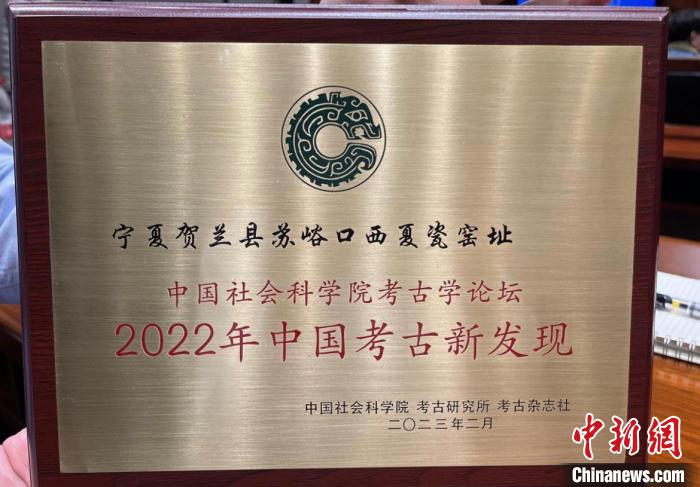 宁夏贺兰县苏峪口西夏瓷窑址
中国社会科学院考古学论坛
2022年中国考古新发现
中国社会科学院 考古研究所 考古杂志社
二〇二三年二月
中新网
Chinanews.com